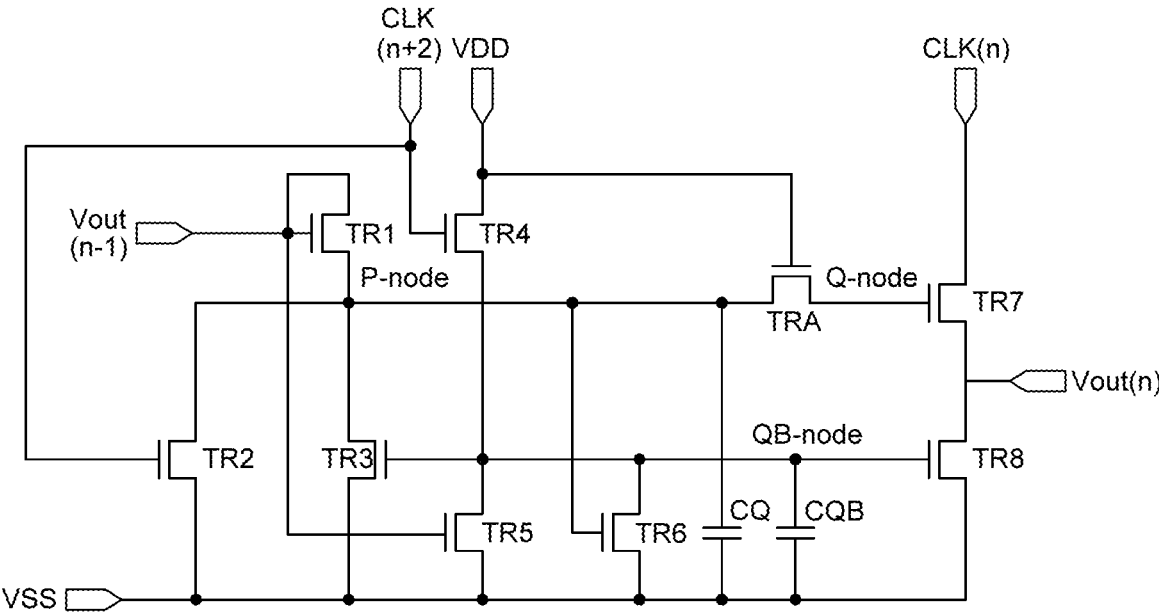 CLK
(n+2)
VDD
CLK(n)
Vout
(n-1)
TR1
TR4
P-node
Q-node
TRA
TR7
Vout(n)
QB-node
TR2
TR3
TR8
TR5
TR6
CQ
CQB
VSS